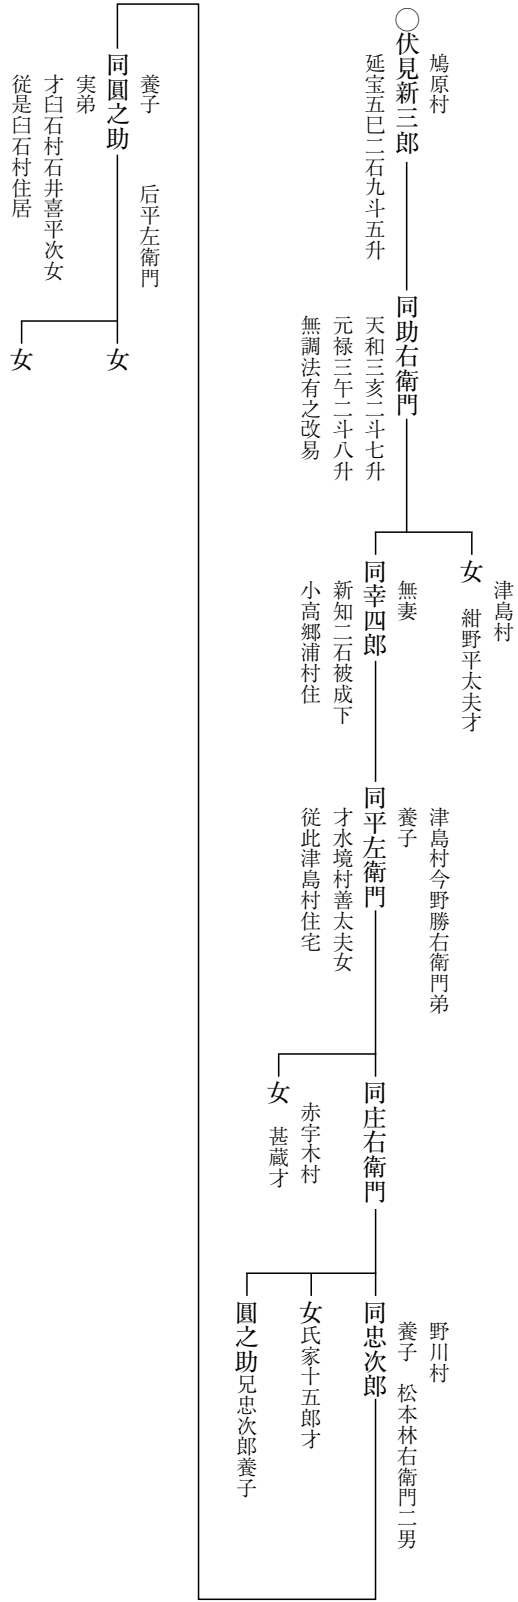 鳩原村
〇伏見新三郎
延宝五巳二石九斗五升
同助右衛門
天和三亥二斗七升
元禄三午二斗八升
無調法有之改易
津島村
女 紺野平太夫才
無妻
同幸四郎
新知二石被成下
小高郷浦村住
津島村今野勝右衛門弟
養子
同平左衛門
才水境村善太夫女
従此津島村住宅
同庄右衛門
赤宇木村
女 甚蔵才
野川村
養子 松本林右衛門二男
同忠次郎
女氏家十五郎才
圓之助兄忠次郎養子
養子 后平左衛門
同圓之助
実弟
才臼石村石井喜平次女
従是臼石村住居
女
女